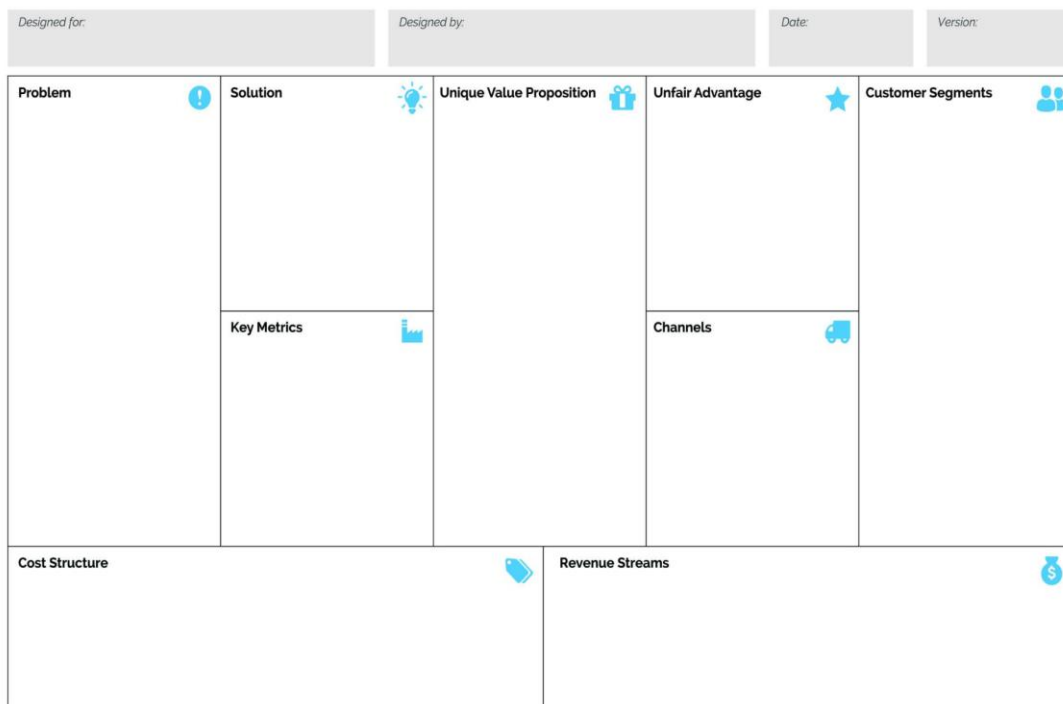 Designed for:
Designed by:
Date:
Version:
Problem
Solution
Unique Value Proposition
Unfair Advantage
Customer Segments
Key Metrics
Channels
Cost Structure
Revenue Streams
$